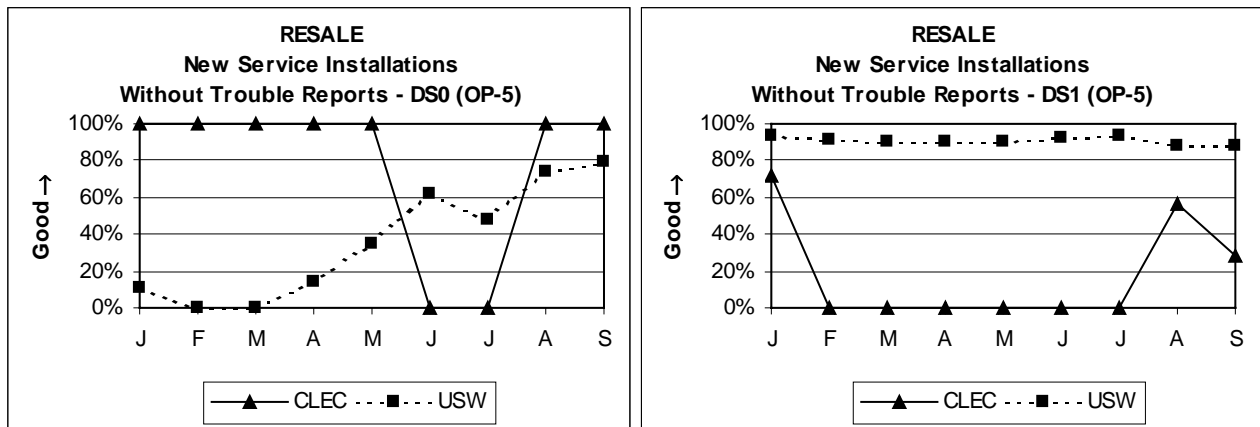 RESALE
New Service Installations
Without Trouble Reports - DS0 (OP-5)
100%
80%
60%
40%
20%
0%
Good →
J F M A M J J A S
CLEC USW
RESALE
New Service Installations
Without Trouble Reports - DS1 (OP-5)
100%
80%
60%
40%
20%
0%
Good →
J F M A M J J A S
CLEC USW